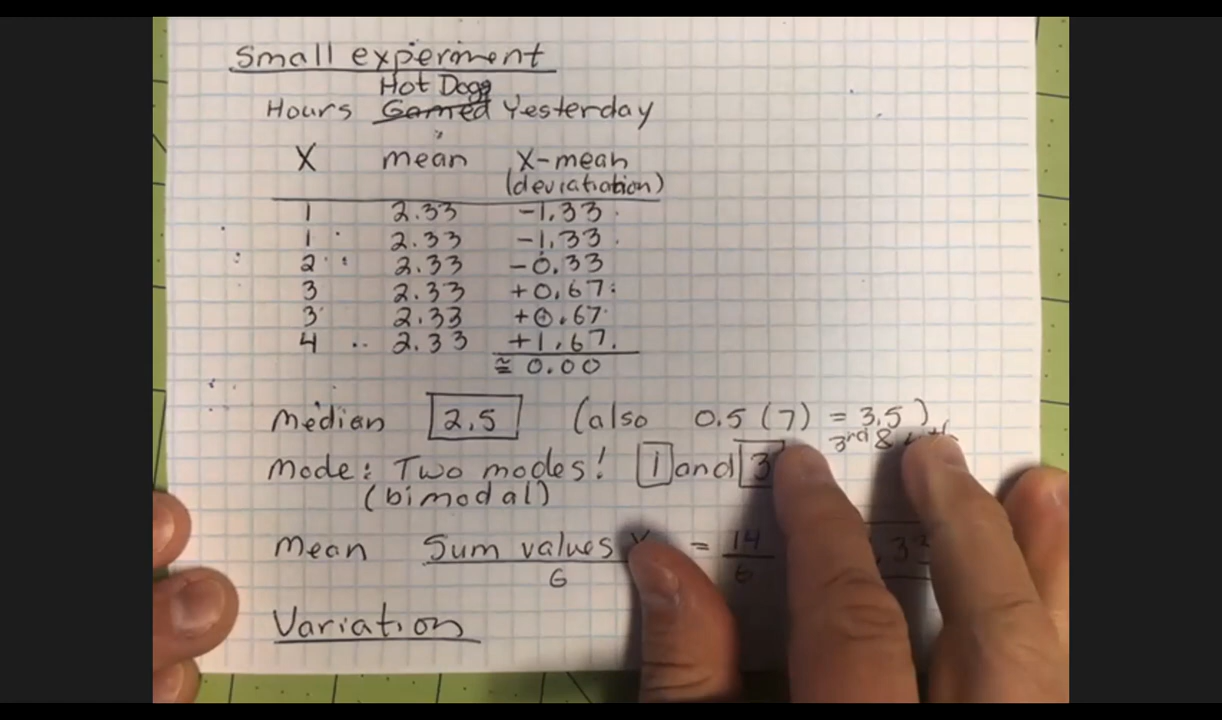 Small experiment
Hot Dogs
Hours Gamed Yesterday
X mean X-mean
(deviatiation)
1 2.33 -1.33
1 2.33 -1.33
2 2.33 -0.33
3 2.33 +0.67
3 2.33 +0.67
4 2.33 +1.67
≅ 0.00
Median 2.5 (also 0.5 (7) = 3.5)
3rd &
Mode: Two modes! 1 and 3
(bimodal)
Mean Sum values = 14
6 6
Variation